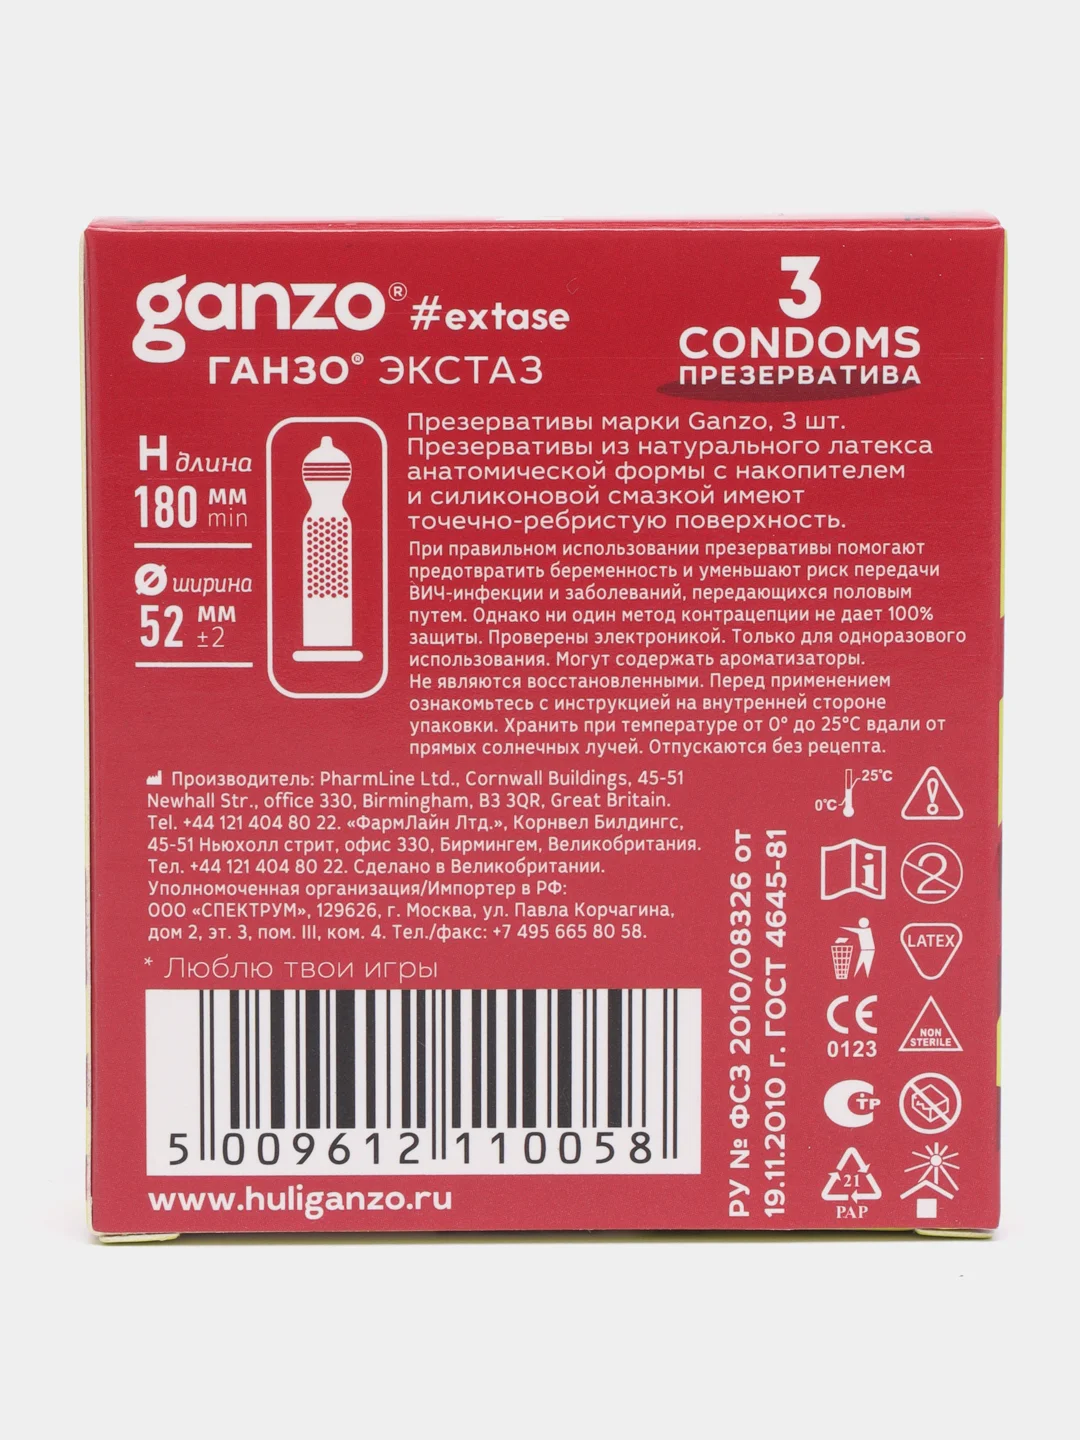 ganzo® #extase
ГАНЗО® ЭКСТАЗ
3
CONDOMS
ПРЕЗЕРВАТИВА
H длина
180 мм
min
Ø ширина
52 мм
±2
Презервативы марки Ganzo, 3 шт.
Презервативы из натурального латекса
анатомической формы с накопителем
и силиконовой смазкой имеют
точечно-ребристую поверхность.
При правильном использовании презервативы помогают
предотвратить беременность и уменьшают риск передачи
ВИЧ-инфекции и заболеваний, передающихся половым
путем. Однако ни один метод контрацепции не дает 100%
защиты. Проверены электроникой. Только для одноразового
использования. Могут содержать ароматизаторы.
Не являются восстановленными. Перед применением
ознакомьтесь с инструкцией на внутренней стороне
упаковки. Хранить при температуре от 0° до 25°C вдали от
прямых солнечных лучей. Отпускаются без рецепта.
Производитель: PharmLine Ltd., Cornwall Buildings, 45-51
Newhall Str., office 330, Birmingham, B3 3QR, Great Britain.
Tel. +44 121 404 80 22. «ФармЛайн Лтд.», Корнвел Билдингс,
45-51 Ньюхолл стрит, офис 330, Бирмингем, Великобритания.
Тел. +44 121 404 80 22. Сделано в Великобритании.
Уполномоченная организация/Импортер в РФ:
ООО «СПЕКТРУМ», 129626, г. Москва, ул. Павла Корчагина,
дом 2, эт. 3, пом. III, ком. 4. Тел./факс: +7 495 665 80 58.
* Люблю твои игры
5 009612 110058
www.huliganzo.ru
РУ № ФСЗ 2010/08326 от
19.11.2010 г. ГОСТ 4645-81
25°C
0°C
!
i
2
LATEX
CE
0123
NON
STERILE
СТР
21
PAP